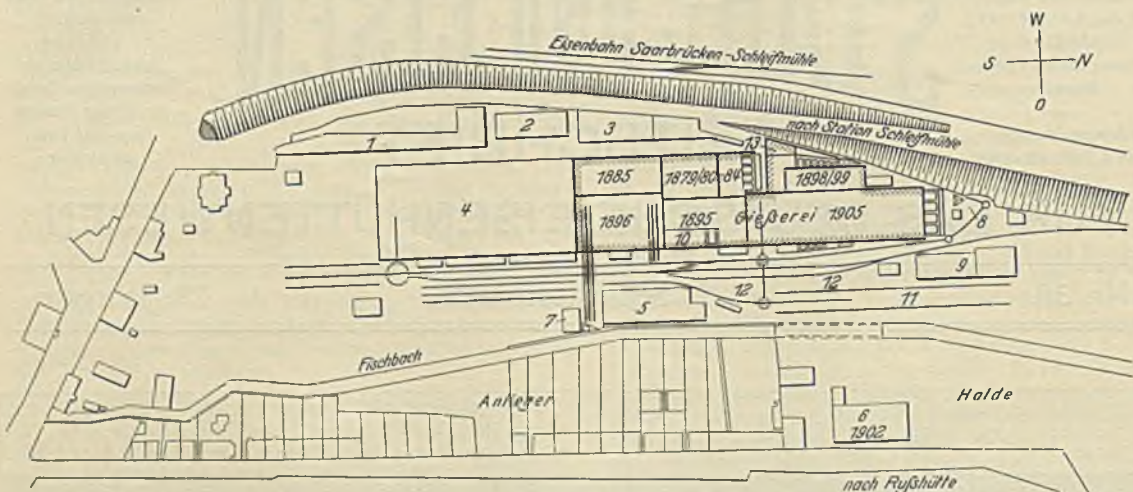 W
S N
O
Eisenbahn Saarbrücken-Schleifmühle
nach Station Schleifmühle
1
2
3
13
4
1885
1879/80
84
1898/99
1896
1895
Gießerei 1905
10
8
9
12
12
11
7
5
Fischbach
Anlieger
Halde
6
1902
nach Rußhütte